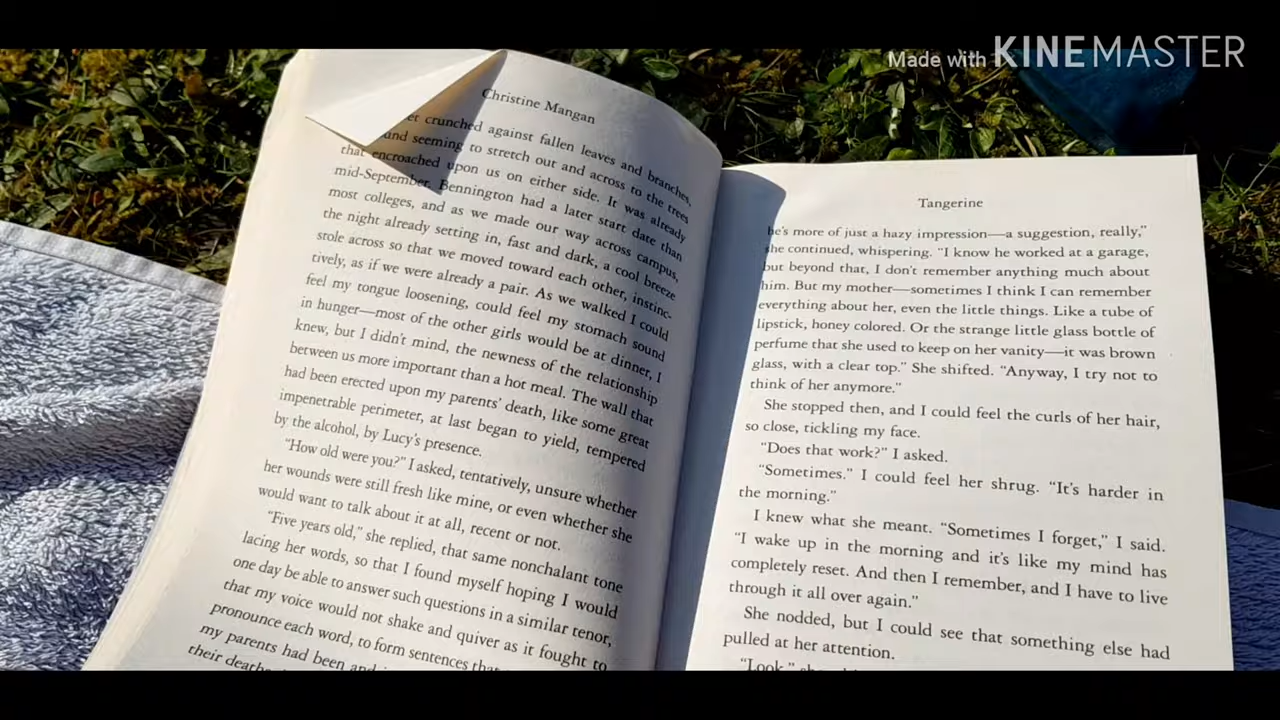 Made with KINEMASTER
Christine Mangan
et crunched against fallen leaves and branches,
und seeming to stretch out and across to the trees
that encroached upon us on either side. It was already
mid-September. Bennington had a later start date than
most colleges, and as we made our way across campus,
the night already setting in, fast and dark, a cool breeze
stole across so that we moved toward each other, instinc-
tively, as if we were already a pair. As we walked I could
feel my tongue loosening, could feel my stomach sound
in hunger—most of the other girls would be at dinner, I
knew, but I didn't mind, the newness of the relationship
between us more important than a hot meal. The wall that
had been erected upon my parents' death, like some great
impenetrable perimeter, at last began to yield, tempered
by the alcohol, by Lucy's presence.
"How old were you?" I asked, tentatively, unsure whether
her wounds were still fresh like mine, or even whether she
would want to talk about it at all, recent or not.
"Five years old," she replied, that same nonchalant tone
lacing her words, so that I found myself hoping I would
one day be able to answer such questions in a similar tenor,
that my voice would not shake and quiver as it fought to
pronounce each word, to form sentences
my parents had been and
their
Tangerine
he's more of just a hazy impression—a suggestion, really,"
she continued, whispering. "I know he worked at a garage,
but beyond that, I don't remember anything much about
him. But my mother—sometimes I think I can remember
everything about her, even the little things. Like a tube of
lipstick, honey colored. Or the strange little glass bottle of
perfume that she used to keep on her vanity—it was brown
glass, with a clear top." She shifted. "Anyway, I try not to
think of her anymore."
She stopped then, and I could feel the curls of her hair,
so close, tickling my face.
"Does that work?" I asked.
"Sometimes." I could feel her shrug. "It's harder in
the morning."
I knew what she meant. "Sometimes I forget," I said.
"I wake up in the morning and it's like my mind has
completely reset. And then I remember, and I have to live
through it all over again."
She nodded, but I could see that something else had
pulled at her attention.
"Look,"